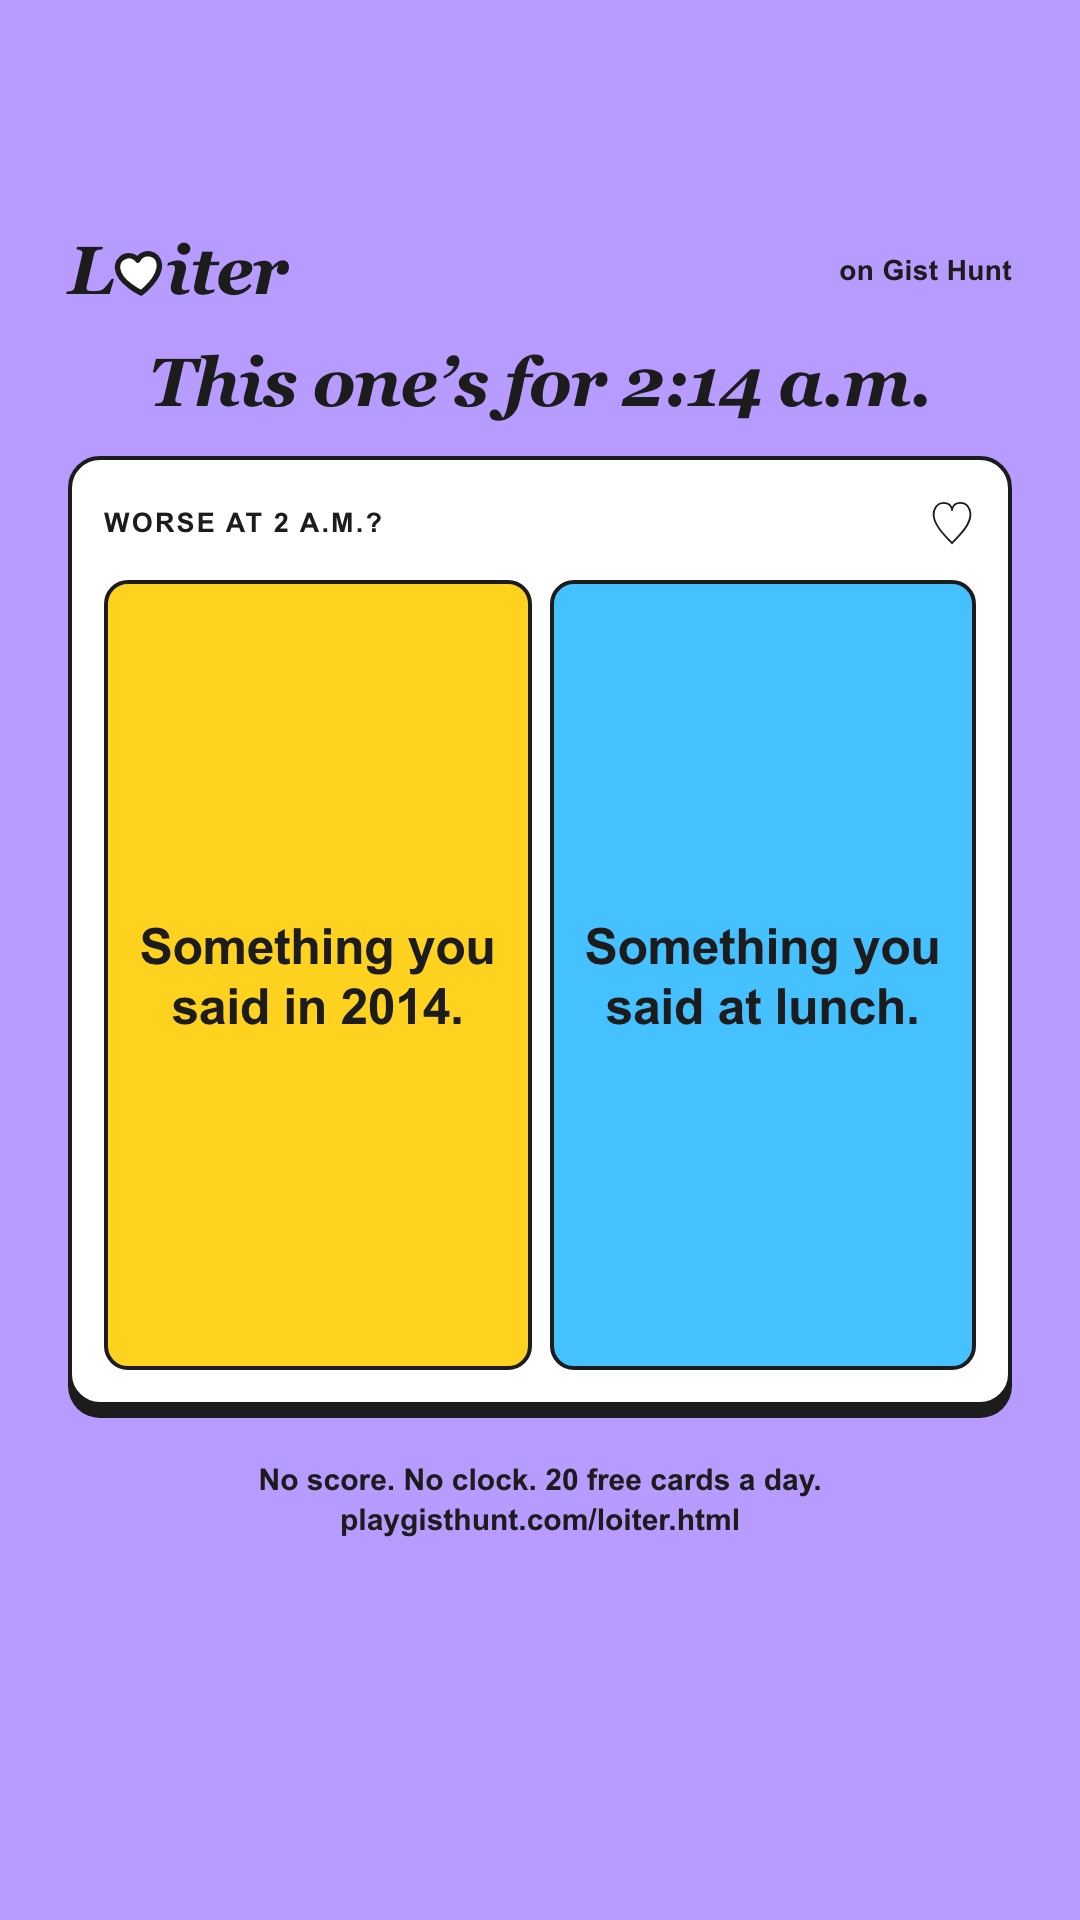 Loiter
on Gist Hunt
This one’s for 2:14 a.m.
WORSE AT 2 A.M.?
Something you
said in 2014.
Something you
said at lunch.
No score. No clock. 20 free cards a day.
playgisthunt.com/loiter.html